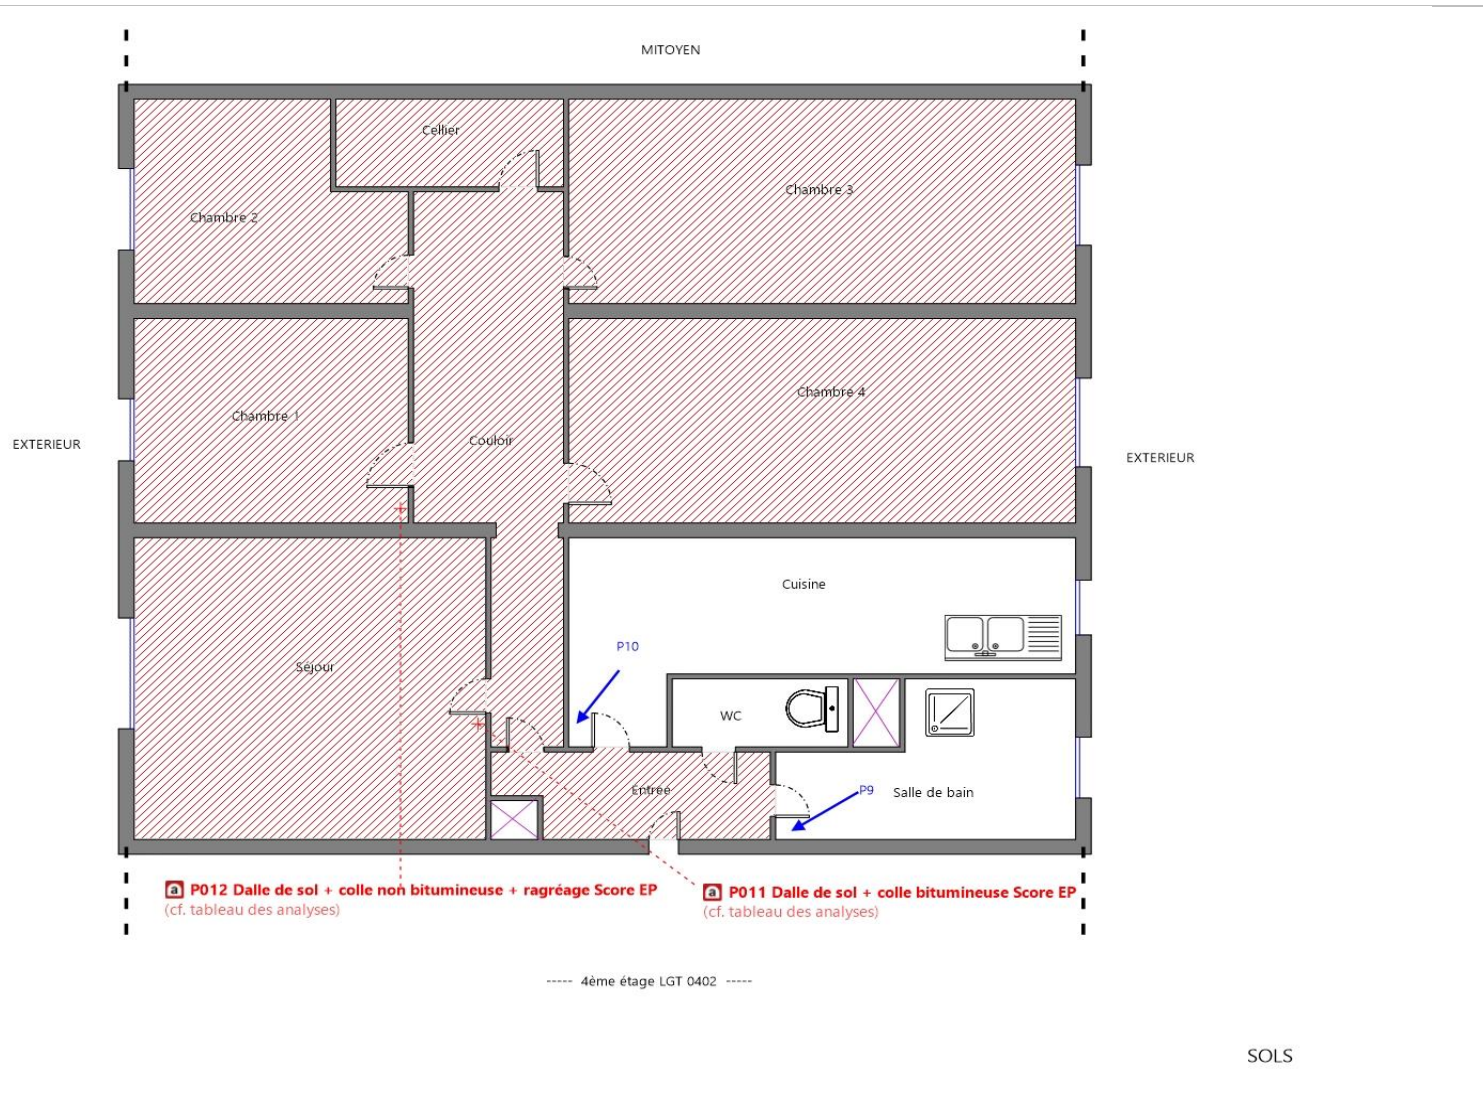 MITOYEN
Cellier
Chambre 3
Chambre 2
Chambre 4
Chambre 1
Couloir
EXTERIEUR
EXTERIEUR
Cuisine
P10
Séjour
WC
Entrée
P9
Salle de bain
a P012 Dalle de sol + colle non bitumineuse + ragréage Score EP
(cf. tableau des analyses)
a P011 Dalle de sol + colle bitumineuse Score EP
(cf. tableau des analyses)
----- 4ème étage LGT 0402 -----
SOLS